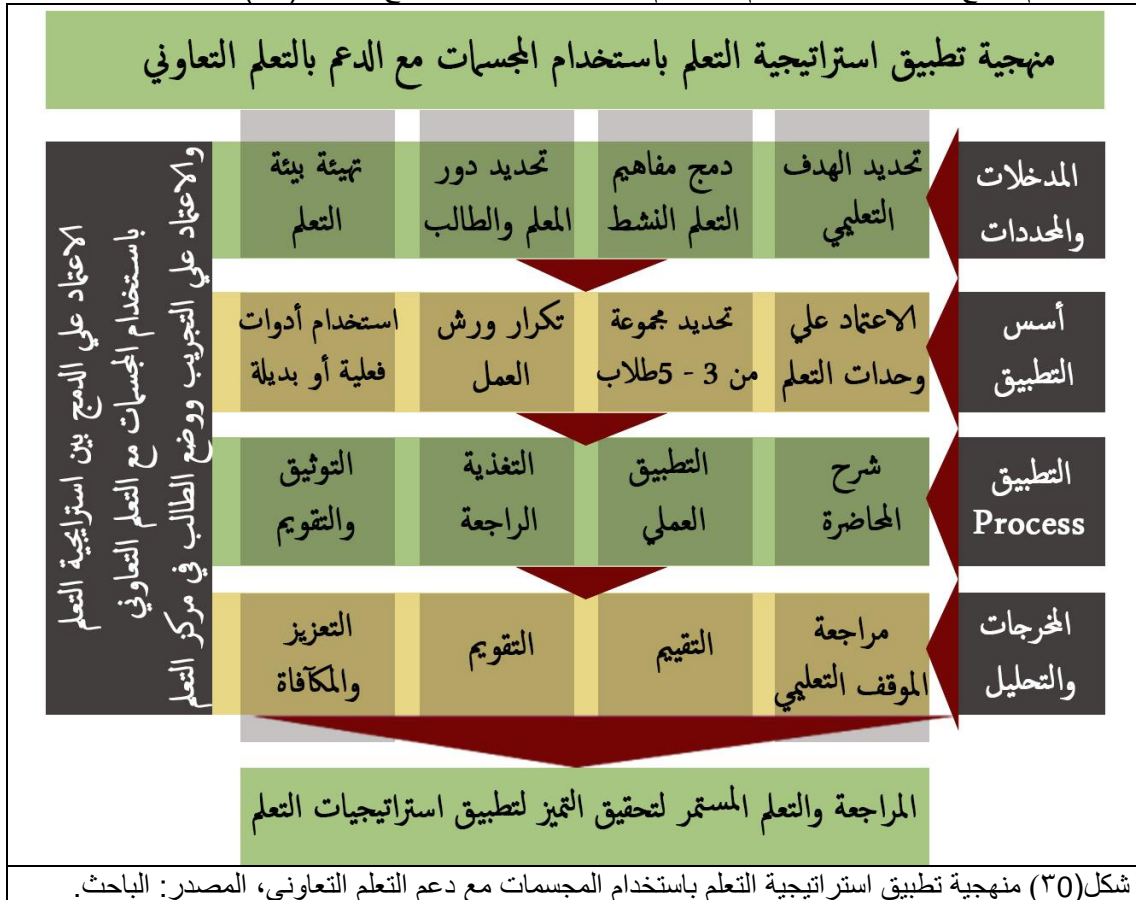 منهجية تطبيق استراتيجية التعلم باستخدام المجسمات مع الدعم بالتعلم التعاوني
المدخلات
والمحددات
تحديد الهدف
التعليمي
دمج مفاهيم
التعلم النشط
تحديد دور
المعلم والطالب
تهيئة بيئة
التعلم
أسس
التطبيق
الاعتماد علي
وحدات التعلم
تحديد مجموعة
من 3 - 5طلاب
تكرار ورش
العمل
استخدام أدوات
فعلية أو بديلة
التطبيق
Process
شرح
المحاضرة
التطبيق
العملي
التغذية
الراجعة
التوثيق
والتقويم
المخرجات
والتحليل
مراجعة
الموقف التعليمي
التقييم
التقويم
التعزيز
والمكآفاة
الاعتماد علي الدمج بين استرايجية التعلم
باستخدام المجسمات مع التعلم التعاوني
والاعتماد علي التجريب ووضع الطالب في مركز التعلم
المراجعة والتعلم المستمر لتحقيق التميز لتطبيق استراتيجيات التعلم
شكل(٣0) منهجية تطبيق استراتيجية التعلم باستخدام المجسمات مع دعم التعلم التعاوني، المصدر: الباحث.